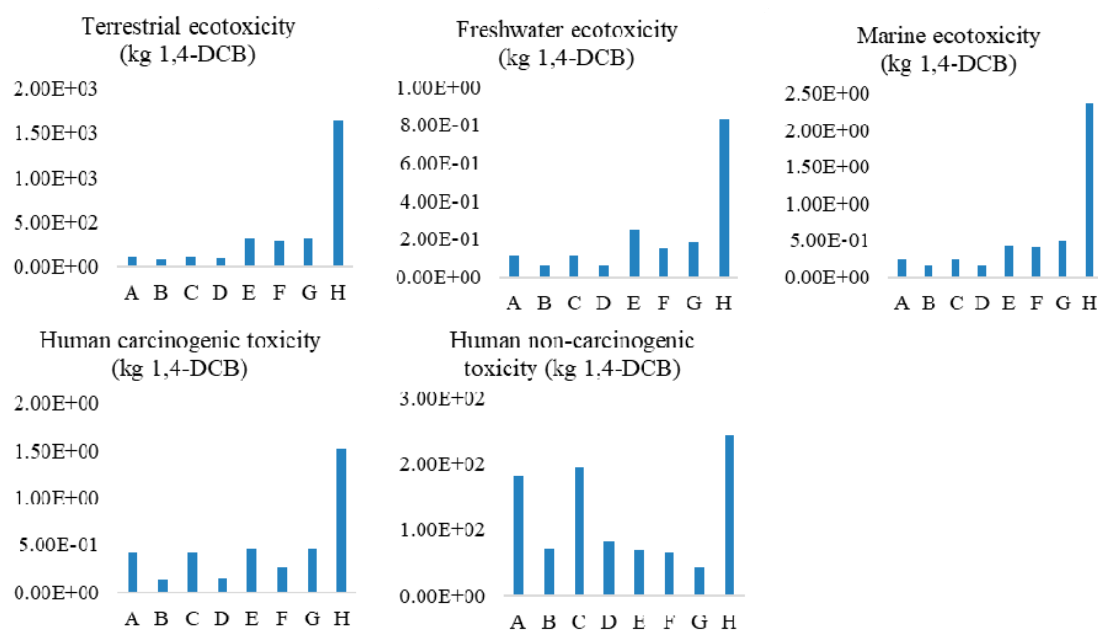 Terrestrial ecotoxicity
(kg 1,4-DCB)
2.00E+03
1.50E+03
1.00E+03
5.00E+02
0.00E+00
A B C D E F G H
Freshwater ecotoxicity
(kg 1,4-DCB)
1.00E+00
8.00E-01
6.00E-01
4.00E-01
2.00E-01
0.00E+00
A B C D E F G H
Marine ecotoxicity
(kg 1,4-DCB)
2.50E+00
2.00E+00
1.50E+00
1.00E+00
5.00E-01
0.00E+00
A B C D E F G H
Human carcinogenic toxicity
(kg 1,4-DCB)
2.00E+00
1.50E+00
1.00E+00
5.00E-01
0.00E+00
A B C D E F G H
Human non-carcinogenic
toxicity (kg 1,4-DCB)
3.00E+02
2.00E+02
1.00E+02
0.00E+00
A B C D E F G H